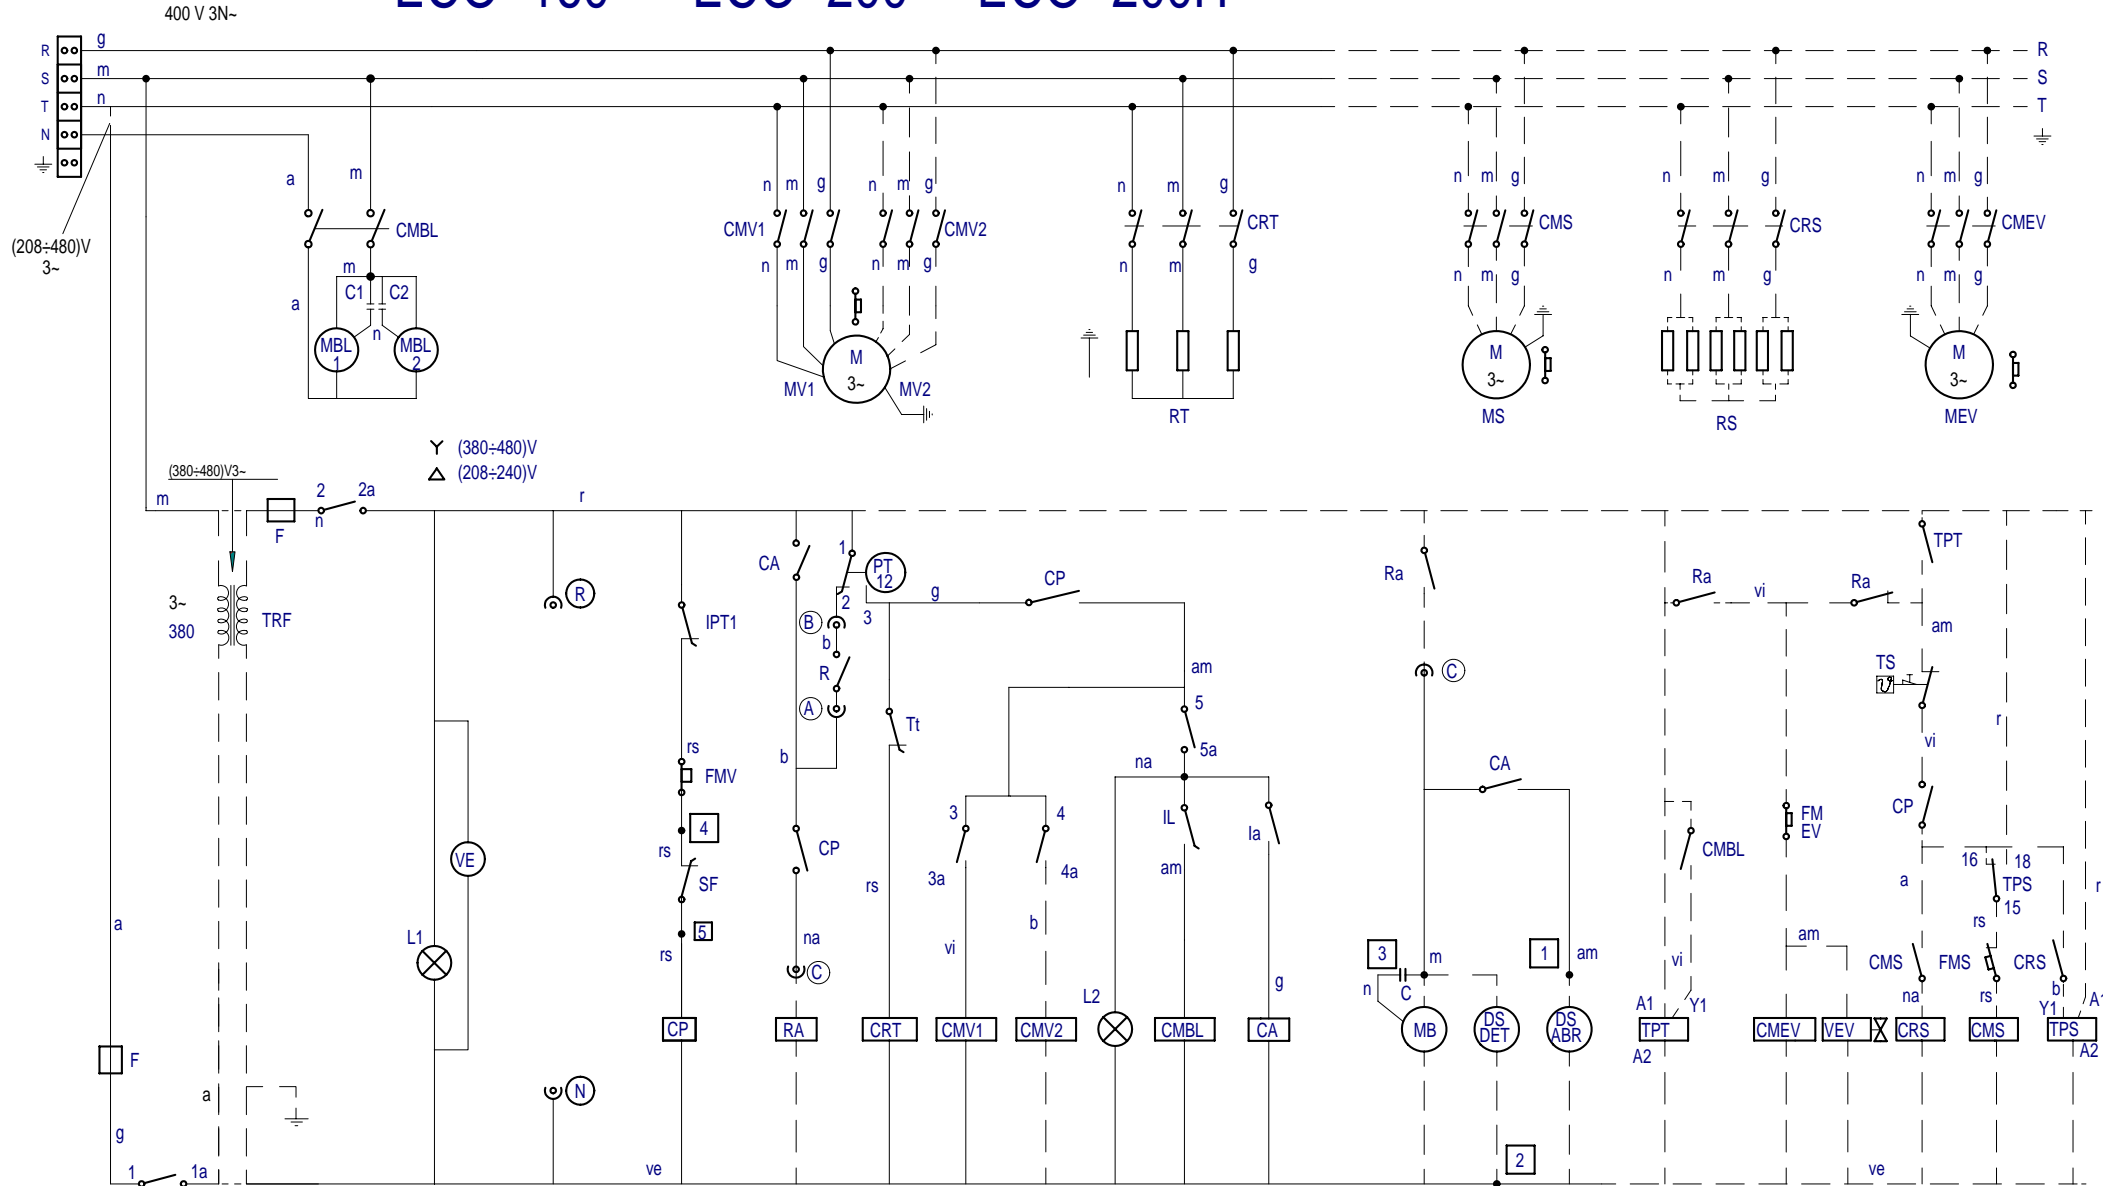 400 V 3N~
R g R
S m S
T n T
N
a m n m g n m g n m g n m g n m g n m g
(208÷480)V
3~
CMBL CMV1 CMV2 CRT CMS CRS CMEV
m n m g n m g n m g n m g n m g n m g
a C1 C2
n
MBL 1 MBL 2
M 3~ M 3~ M 3~
MV1 MV2 RT MS RS MEV
(380÷480)V
(208÷240)V
(380÷480)V3~
m 2 2a r
n
F
1
CA PT 12 CP Ra Ra vi Ra TPT
2
3 g
3~
380
TRF
R
IPT1
B
b
R
A
am
C
am
TS
5
Tt
r
vi
rs
FMV
b
5a
na
CA
CP
4
3 4
IL
Ia
FM
EV
rs
CP
VE
SF
CMBL
16 18
TPS
15
3a 4a
am
rs
a
r
a
5
b
rs
L1
rs
na
vi
3 m
1 am
am
rs
CMS FMS CRS
C
g
n C
vi
na rs b
L2
A1 Y1
Y1 A1
CP RA CRT CMV1 CMV2 CMBL CA MB DS DET DS ABR TPT CMEV VEV CRS CMS TPS
A2 A2
F
a
N
g
1 1a
ve
2
ve